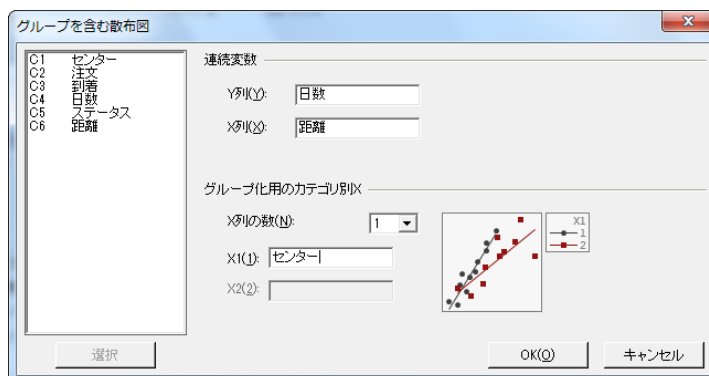 グループを含む散布図
C1 センター
C2 注文
C3 到着
C4 日数
C5 ステータス
C6 距離
選択
連続変数
Y列(Y): 日数
X列(X): 距離
グループ化用のカテゴリ別X
X列の数(N): 1
X1(1): センター
X2(2):
X1
1
2
OK(O) キャンセル